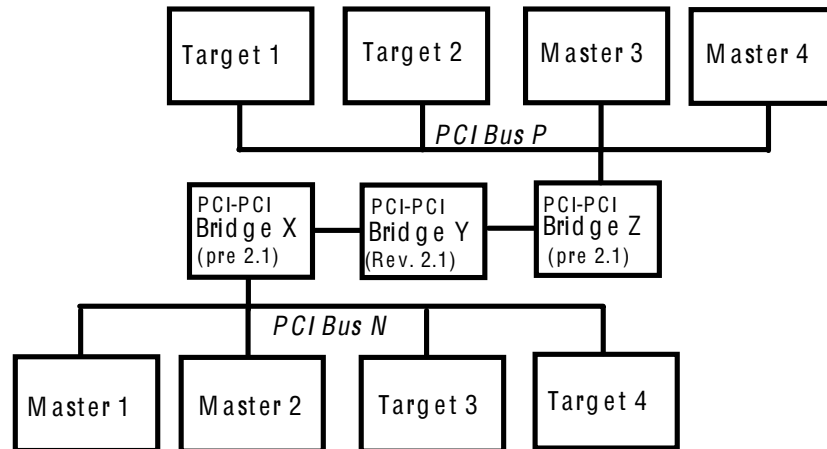 Target 1
Target 2
Master 3
Master 4
PCI Bus P
PCI-PCI
Bridge X
(pre 2.1)
PCI-PCI
Bridge Y
(Rev. 2.1)
PCI-PCI
Bridge Z
(pre 2.1)
PCI Bus N
Master 1
Master 2
Target 3
Target 4